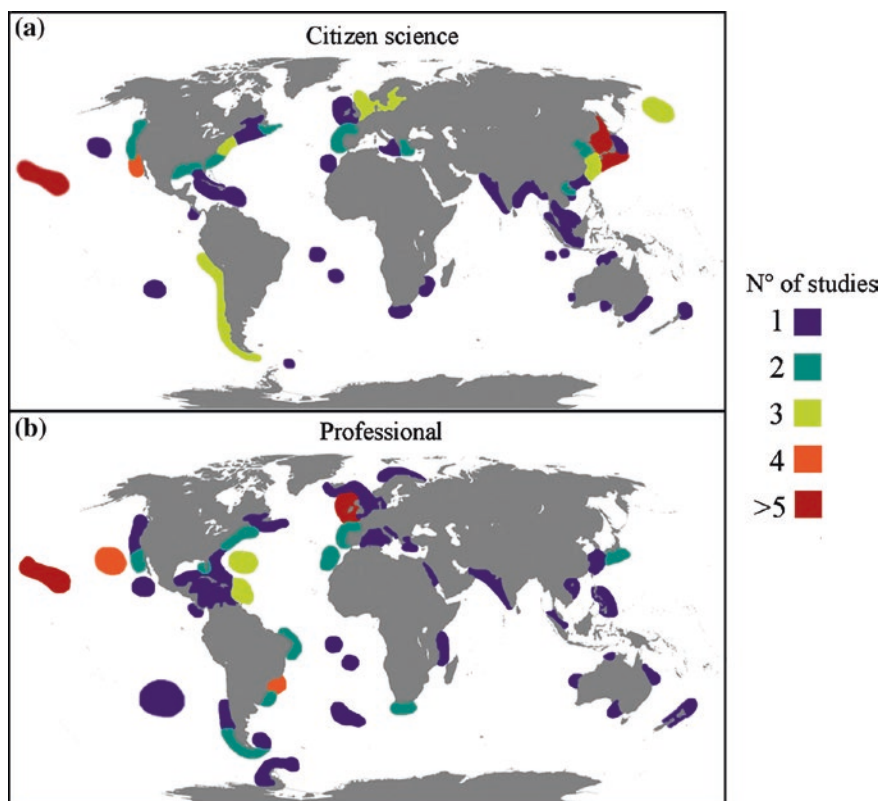 (a)
Citizen science
N° of studies
1
2
3
4
>5
(b)
Professional